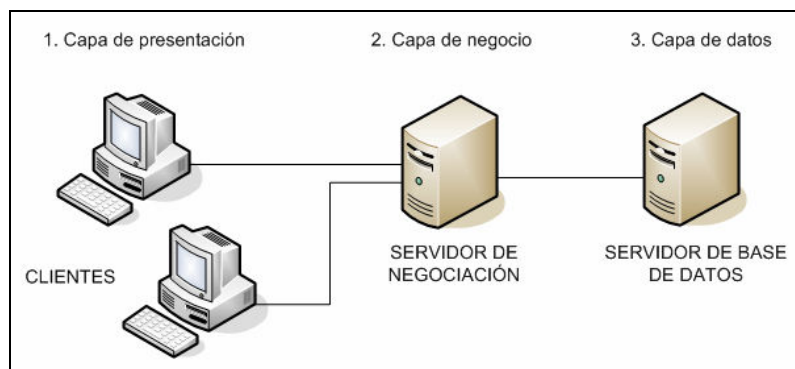 1. Capa de presentación
2. Capa de negocio
3. Capa de datos
CLIENTES
SERVIDOR DE
NEGOCIACIÓN
SERVIDOR DE BASE
DE DATOS